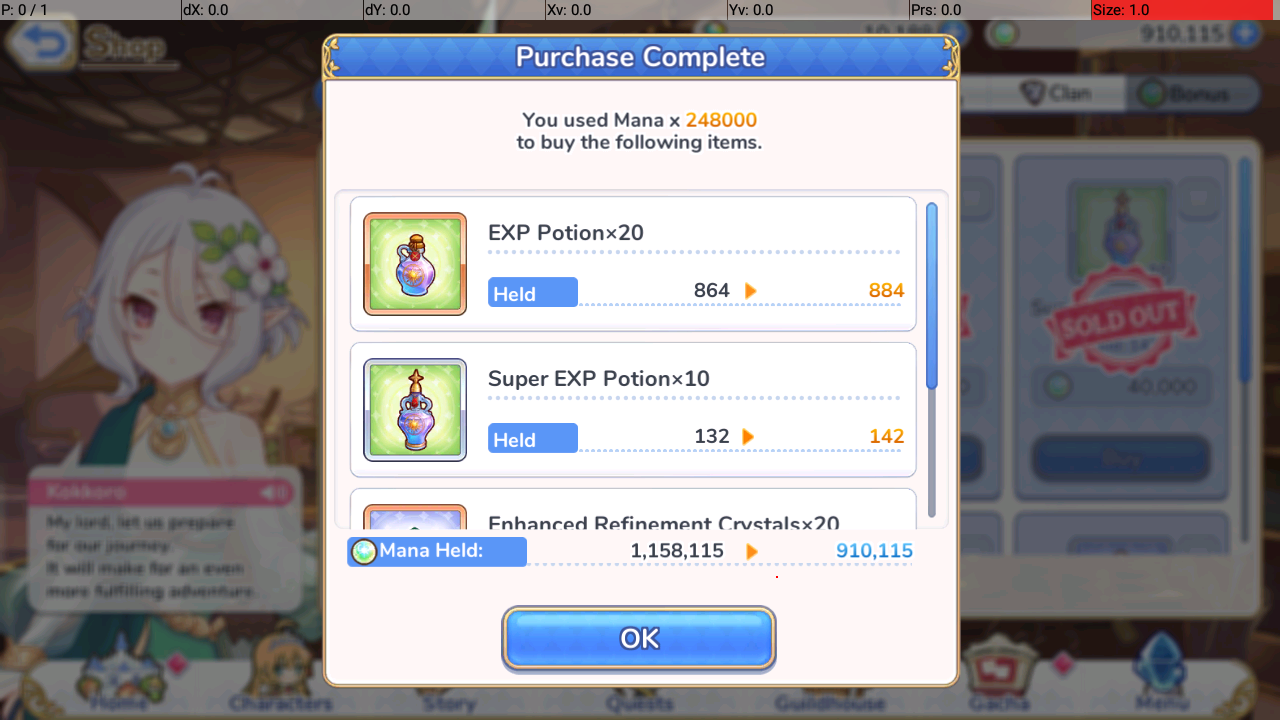 P: 0 / 1
dX: 0.0
dY: 0.0
Xv: 0.0
Yv: 0.0
Prs: 0.0
Size: 1.0
Shop
910,115
Purchase Complete
Clan
Bonus
You used Mana x 248000
to buy the following items.
EXP Potion×20
Held 864 884
Super EXP Potion×10
Held 132 142
Enhanced Refinement Crystals×20
Mana Held: 1,158,115 910,115
OK
SOLD OUT
40,000
Buy
Kokkoro
My lord, let us prepare
for our journey.
It will make for an even
more fulfilling adventure.
Home
Characters
Story
Quests
Guildhouse
Gacha
Menu